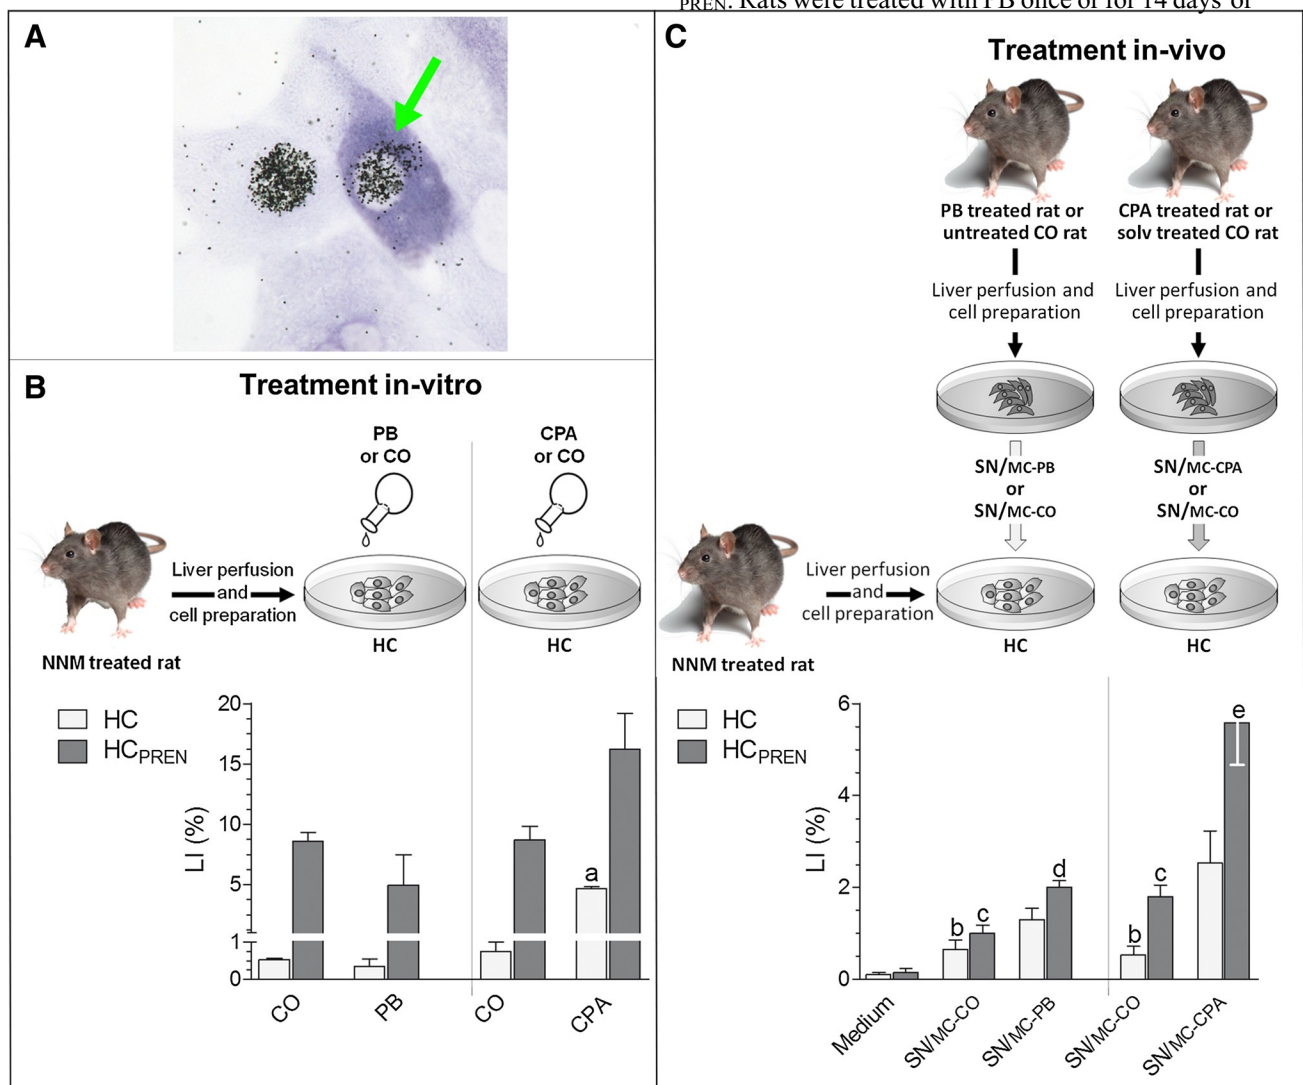 PREN. Rats were treated with PB once or for 14 days or
A
B
Treatment in-vitro
PB
or CO
CPA
or CO
Liver perfusion
and
cell preparation
NNM treated rat
HC
HC
HC
HCPREN
LI (%)
20
15
10
5
1
0
a
CO
PB
CO
CPA
C
Treatment in-vivo
PB treated rat or
untreated CO rat
CPA treated rat or
solv treated CO rat
Liver perfusion and
cell preparation
Liver perfusion and
cell preparation
SN/MC-PB
or
SN/MC-CO
SN/MC-CPA
or
SN/MC-CO
Liver perfusion
and
cell preparation
NNM treated rat
HC
HC
HC
HCPREN
LI (%)
6
4
2
0
b
c
d
b
c
e
Medium
SN/MC-CO
SN/MC-PB
SN/MC-CO
SN/MC-CPA